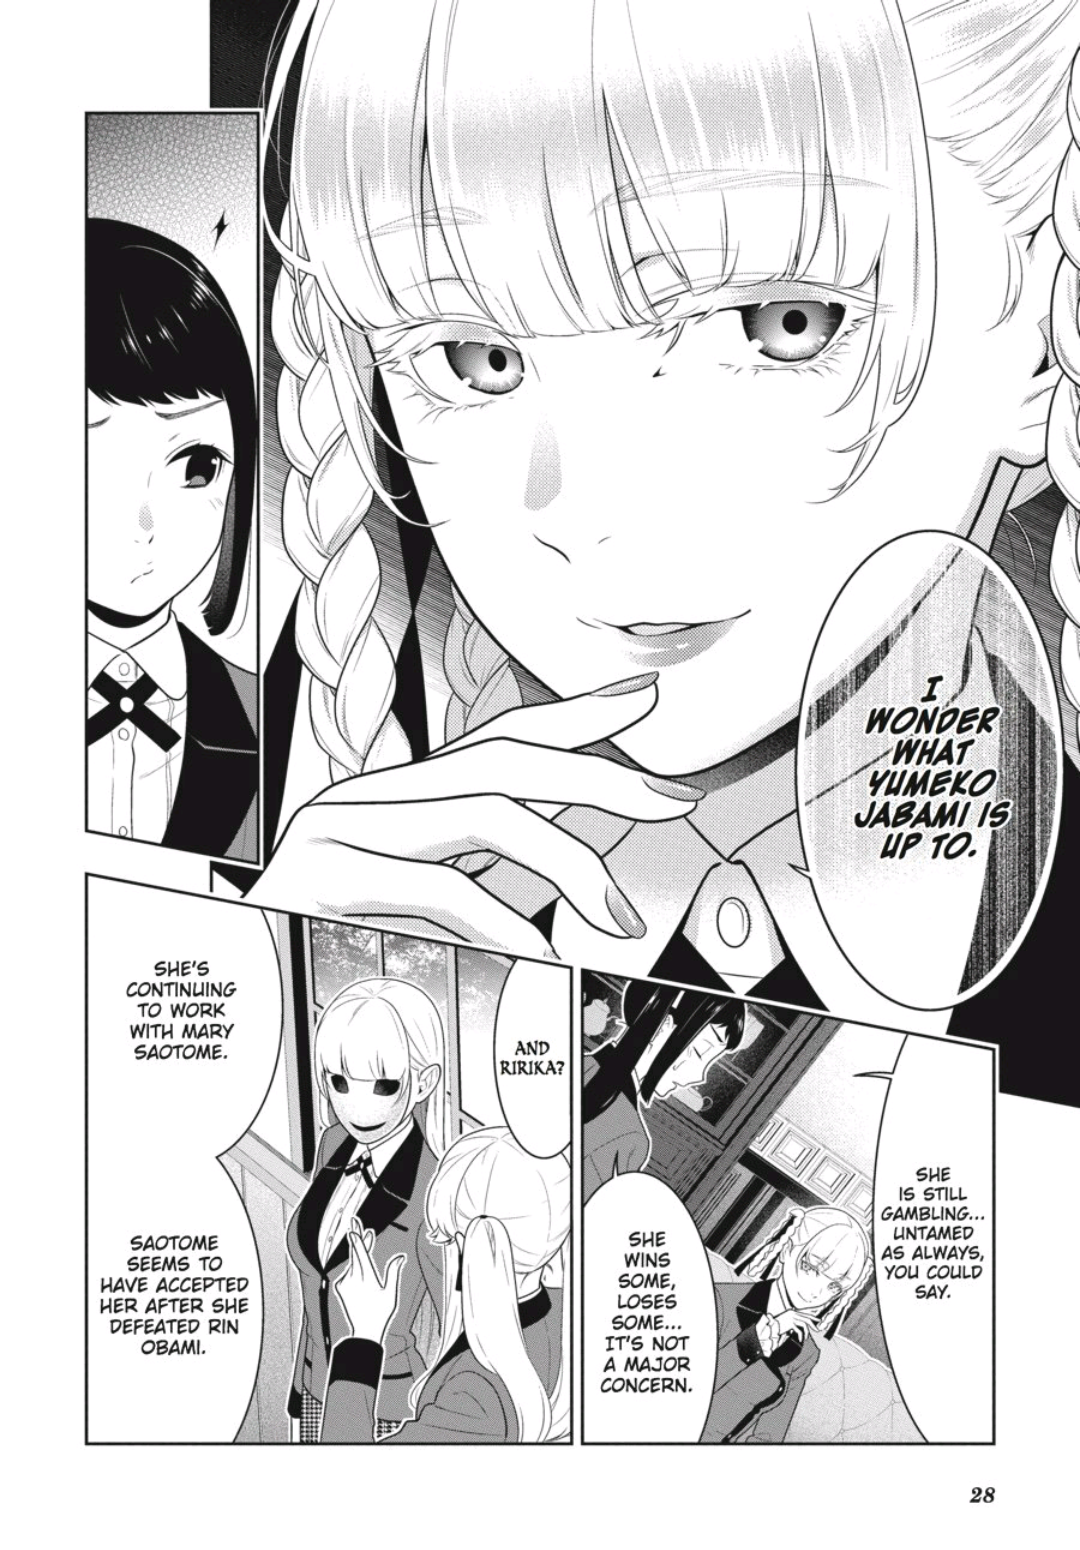 I
WONDER
WHAT
YUMEKO
JABAMI IS
UP TO.
SHE
IS STILL
GAMBLING...
UNTAMED
AS ALWAYS,
YOU COULD
SAY.
SHE
WINS
SOME,
LOSES
SOME...
IT'S NOT
A MAJOR
CONCERN.
AND
RIRIKA?
SHE'S
CONTINUING
TO WORK
WITH MARY
SAOTOME.
SAOTOME
SEEMS TO
HAVE ACCEPTED
HER AFTER SHE
DEFEATED RIN
OBAMI.
28